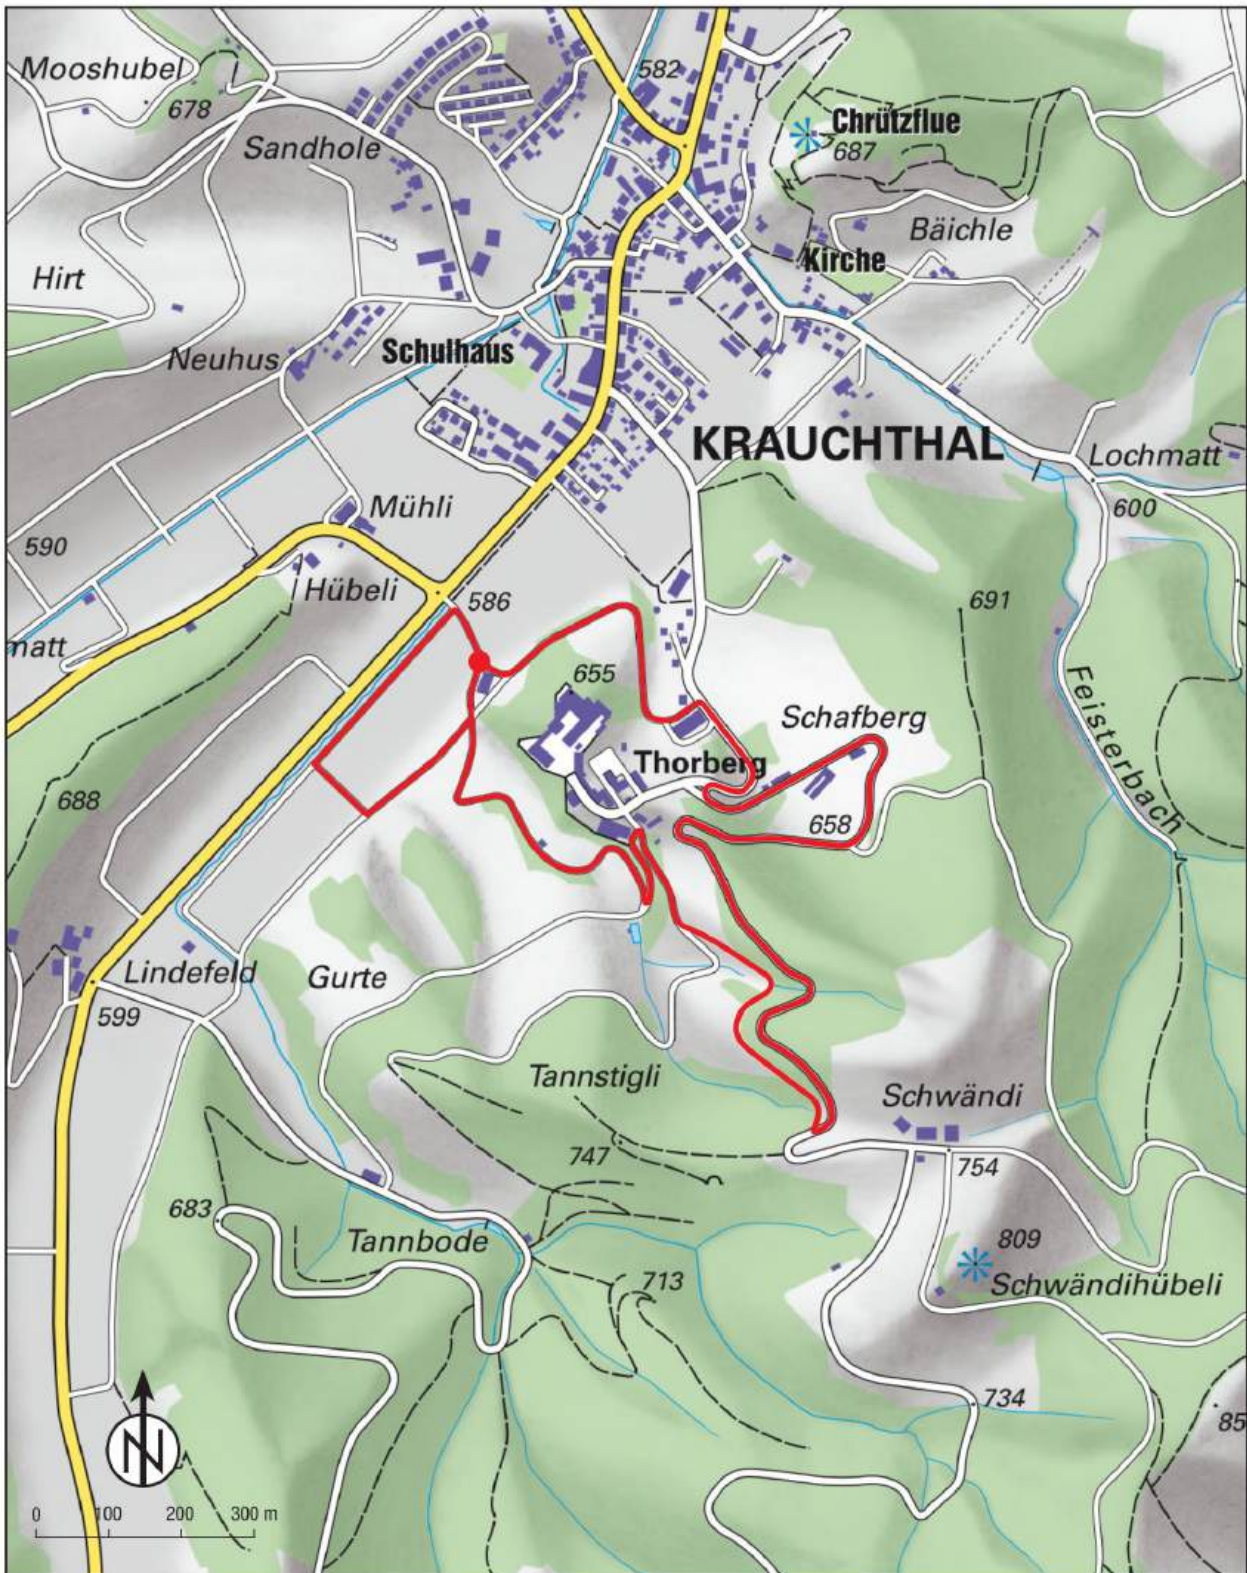 582
Mooshubel
678
Chrützflue
687
Sandhole
Bäichle
Kirche
Hirt
Neuhus
Schulhaus
KRAUCHTHAL
Lochmatt
600
Mühli
590
Hübeli
586
691
matt
655
Schafberg
Feisterbach
Thorberg
688
658
Lindefeld
Gurte
599
Tannstigli
Schwändi
747
754
683
Tannbode
809
713
Schwändihübeli
734
85
N
0 100 200 300 m